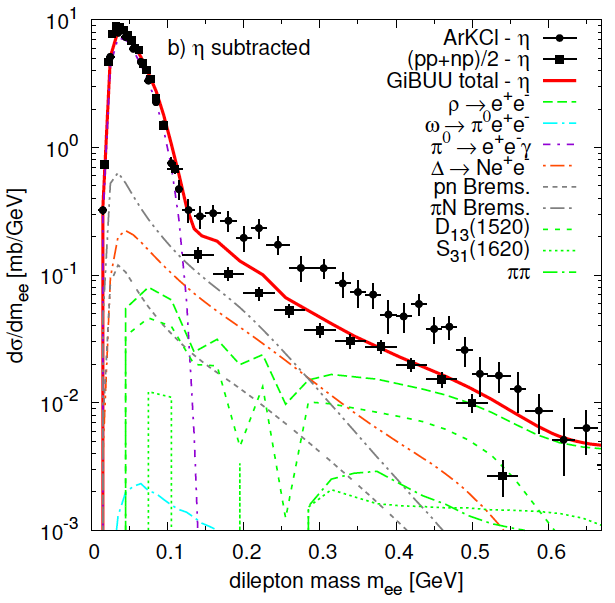 b) η subtracted
ArKCl - η
(pp+np)/2 - η
GiBUU total - η
ρ → e⁺e⁻
ω → π⁰e⁺e⁻
π⁰ → e⁺e⁻γ
Δ → Ne⁺e⁻
pn Brems.
πN Brems.
D₁₃(1520)
S₃₁(1620)
ππ
dσ/dmₑₑ [mb/GeV]
10¹
10⁰
10⁻¹
10⁻²
10⁻³
0 0.1 0.2 0.3 0.4 0.5 0.6
dilepton mass mₑₑ [GeV]